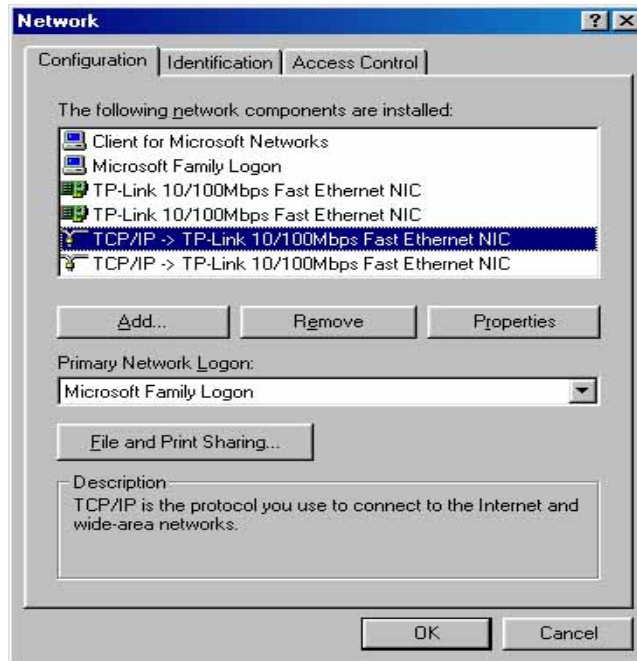 Network
Configuration Identification Access Control
The following network components are installed:
Client for Microsoft Networks
Microsoft Family Logon
TP-Link 10/100Mbps Fast Ethernet NIC
TP-Link 10/100Mbps Fast Ethernet NIC
TCP/IP -> TP-Link 10/100Mbps Fast Ethernet NIC
TCP/IP -> TP-Link 10/100Mbps Fast Ethernet NIC
Add... Remove Properties
Primary Network Logon:
Microsoft Family Logon
File and Print Sharing...
Description
TCP/IP is the protocol you use to connect to the Internet and
wide-area networks.
OK Cancel